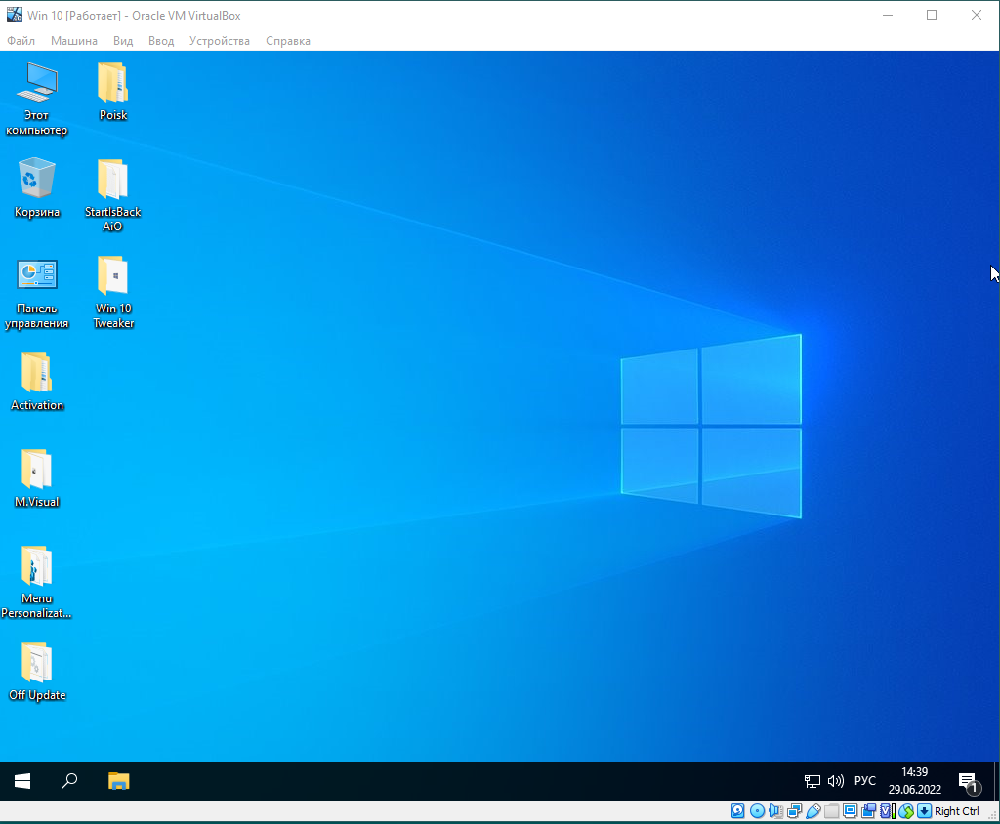 Win 10 [Работает] - Oracle VM VirtualBox
Файл Машина Вид Ввод Устройства Справка
Этот
компьютер
Poisk
Корзина
StartIsBack
AiO
Панель
управления
Win 10
Tweaker
Activation
M.Visual
Menu
Personalizat...
Off Update
РУС
14:39
29.06.2022
1
Right Ctrl